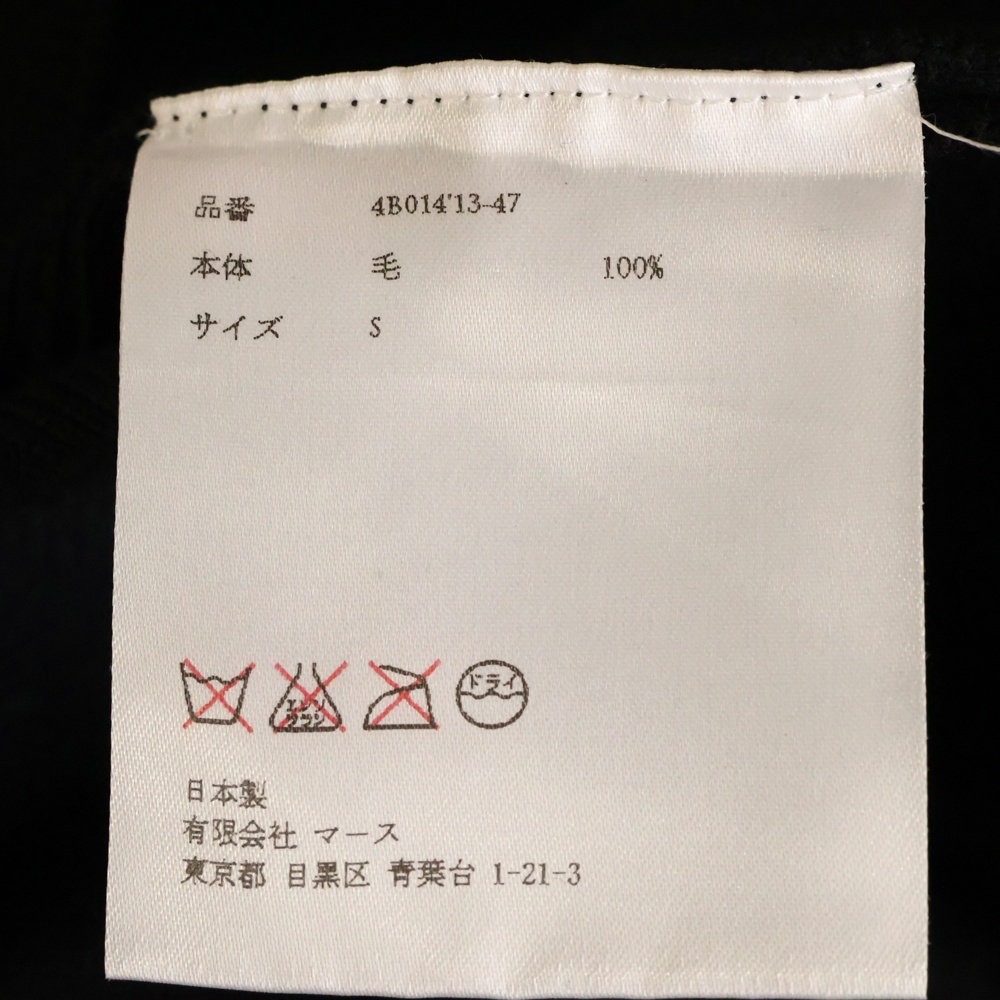 品番 4B014'13-47
本体 毛 100%
サイズ S
エンソ
サラシ
ドライ
日本製
有限会社 マース
東京都 目黒区 青葉台 1-21-3